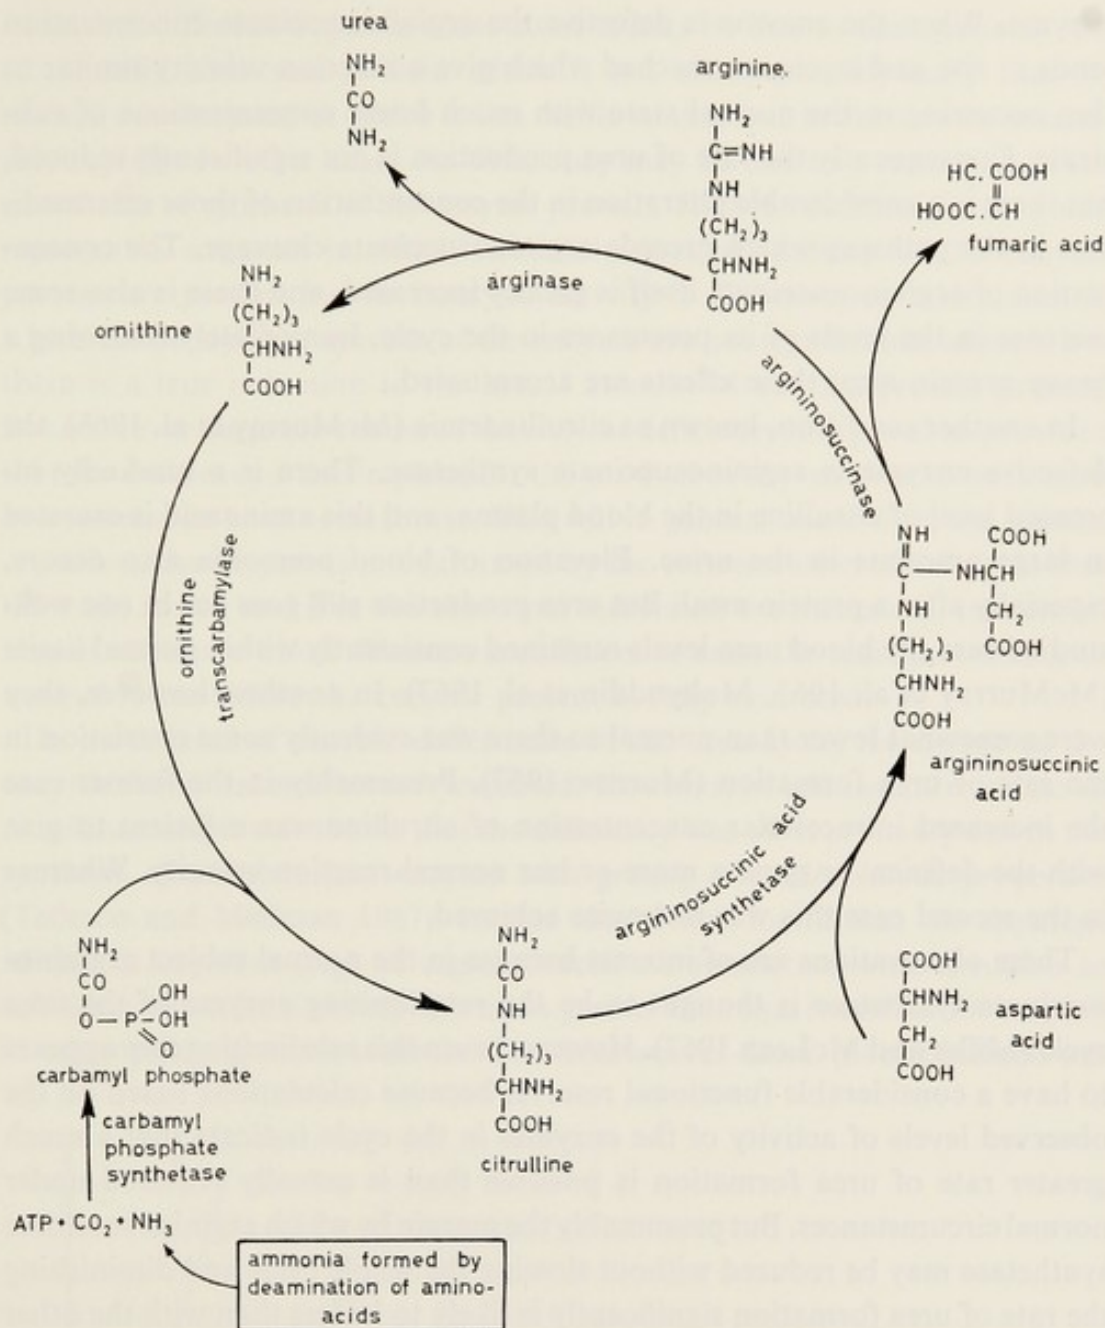 urea
NH₂
CO
NH₂
arginine.
NH₂
C=NH
NH
(CH₂)₃
CHNH₂
COOH
HC. COOH
HOOC. CH
fumaric acid
arginase
NH₂
(CH₂)₃
CHNH₂
COOH
ornithine
argininosuccinase
ornithine
transcarbamylase
NH
C — NHCH
NH
(CH₂)₃
CHNH₂
COOH
COOH
CH₂
COOH
argininosuccinic
acid
argininosuccinic acid
synthetase
NH₂
CO
O — P
OH
OH
O
carbamyl phosphate
carbamyl
phosphate
synthetase
ATP • CO₂ • NH₃
ammonia formed by
deamination of amino-
acids
NH₂
CO
NH
(CH₂)₃
CHNH₂
COOH
citrulline
COOH
CHNH₂
CH₂
COOH
aspartic
acid